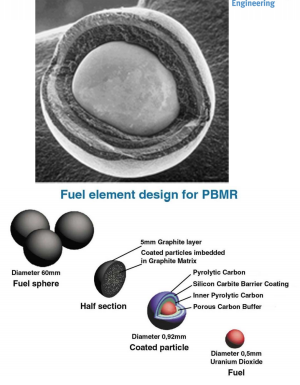 Engineering
Fuel element design for PBMR
5mm Graphite layer
Coated particles imbedded
in Graphite Matrix
Pyrolytic Carbon
Silicon Carbite Barrier Coating
Inner Pyrolytic Carbon
Porous Carbon Buffer
Diameter 60mm
Fuel sphere
Half section
Diameter 0,92mm
Coated particle
Diameter 0,5mm
Uranium Dioxide
Fuel